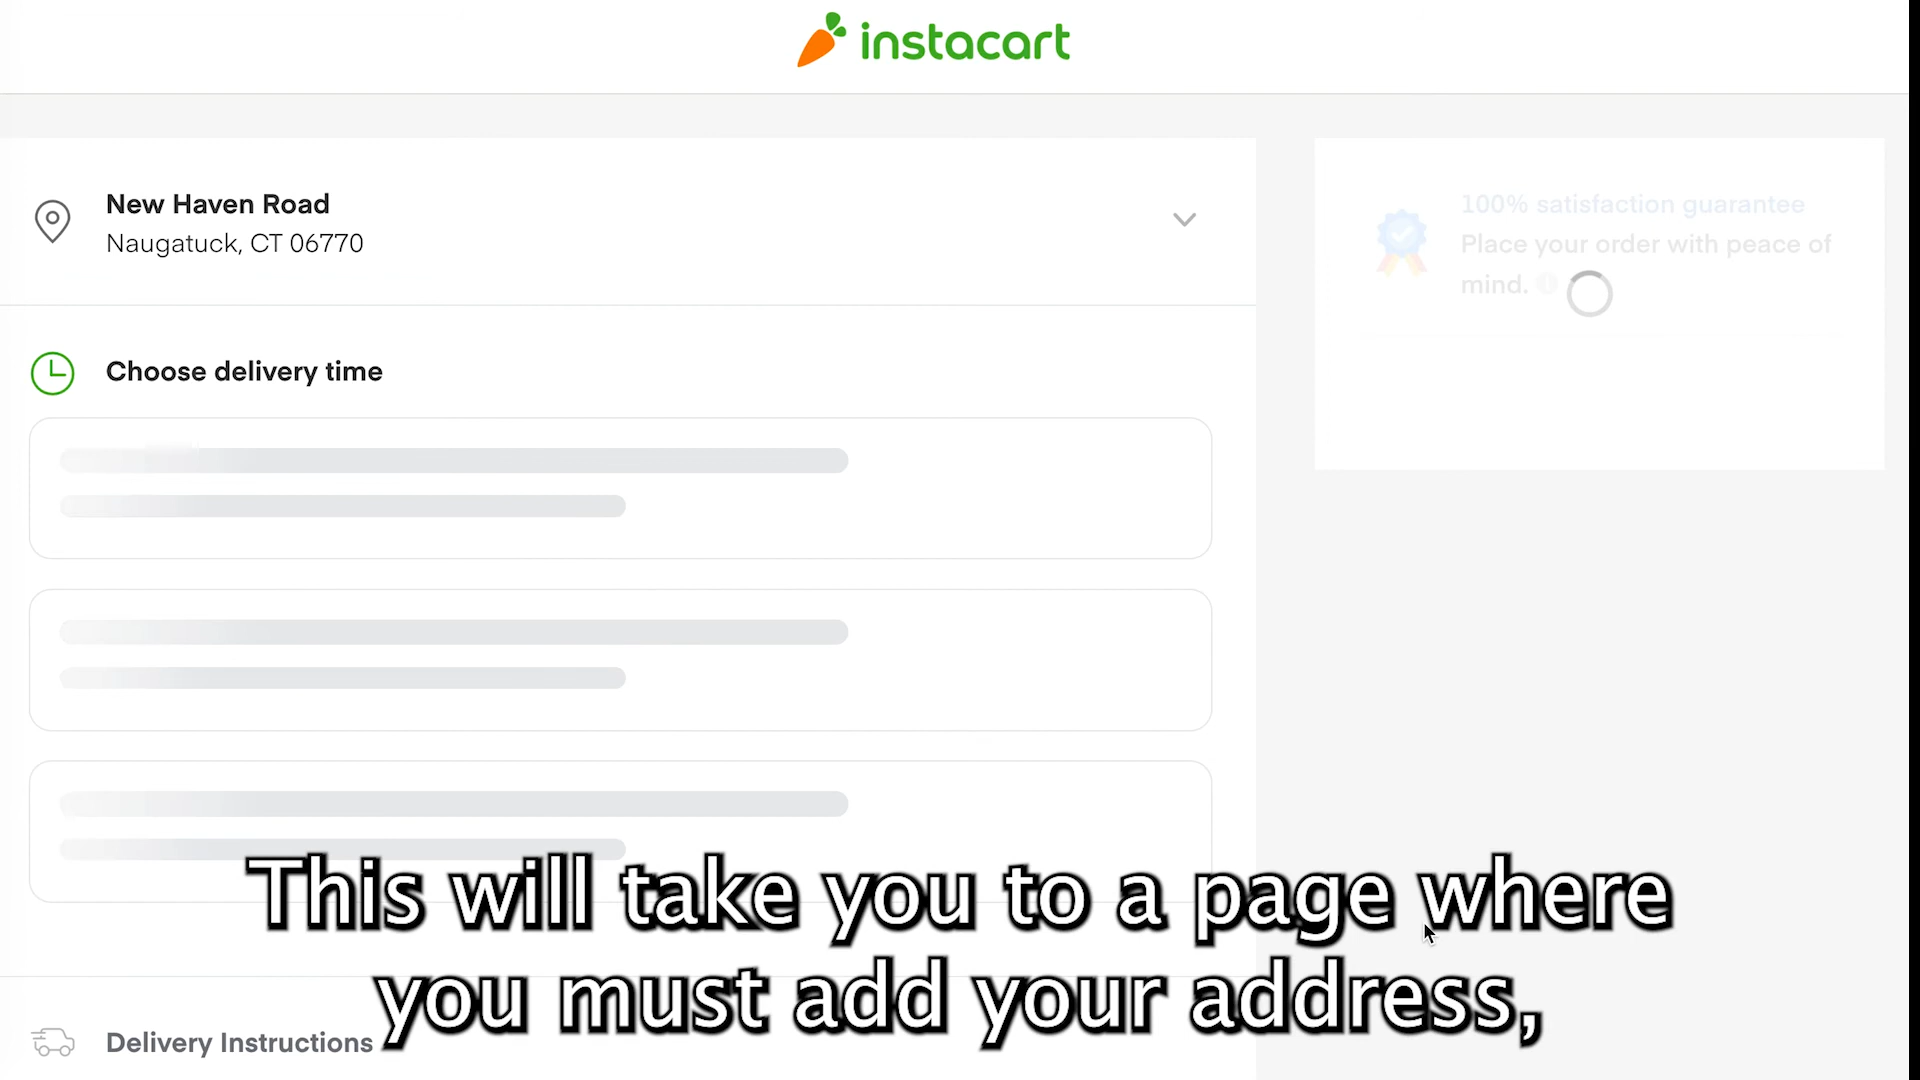 instacart
New Haven Road
Naugatuck, CT 06770
100% satisfaction guarantee
Place your order with peace of
mind.
Choose delivery time
This will take you to a page where
you must add your address,
Delivery Instructions